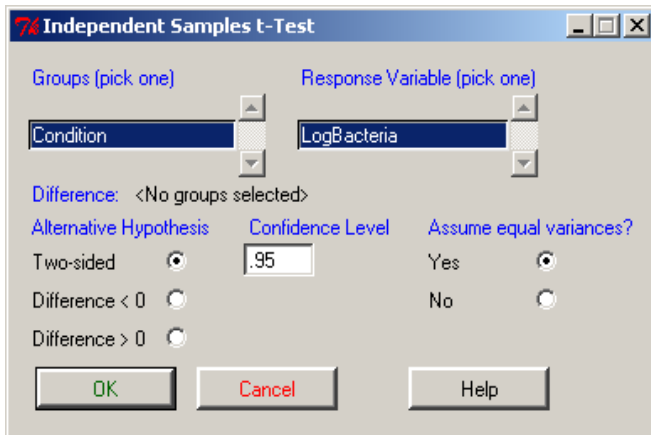 Independent Samples t-Test
Groups (pick one) Response Variable (pick one)
Condition LogBacteria
Difference: <No groups selected>
Alternative Hypothesis Confidence Level Assume equal variances?
Two-sided .95 Yes
Difference < 0 No
Difference > 0
OK Cancel Help